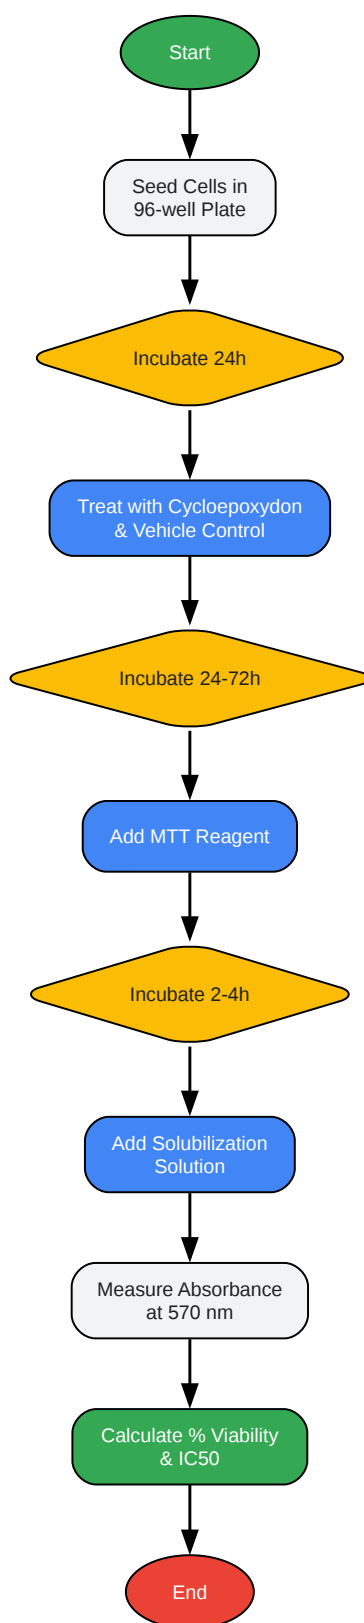 Start
Seed Cells in
96-well Plate
Incubate 24h
Treat with Cycloepoxydon
& Vehicle Control
Incubate 24-72h
Add MTT Reagent
Incubate 2-4h
Add Solubilization
Solution
Measure Absorbance
at 570 nm
Calculate % Viability
& IC50
End